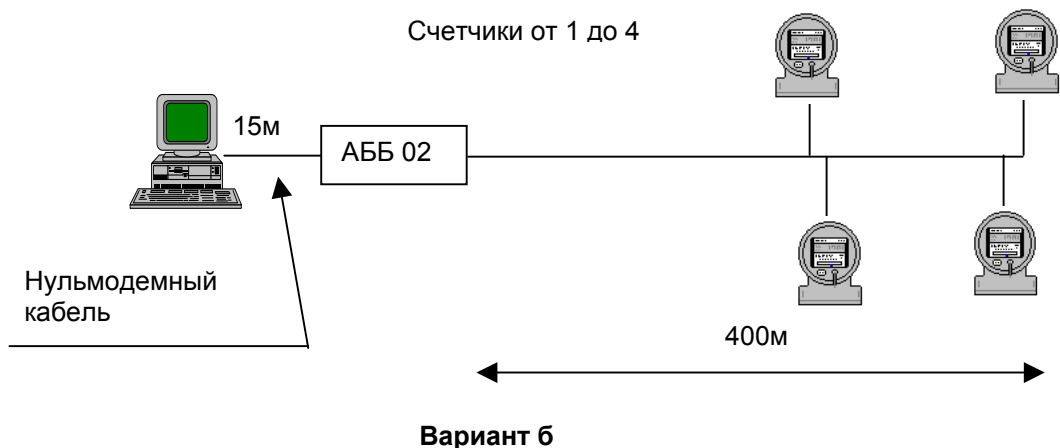 Счетчики от 1 до 4
15м
АББ 02
Нульмодемный
кабель
400м
Вариант б